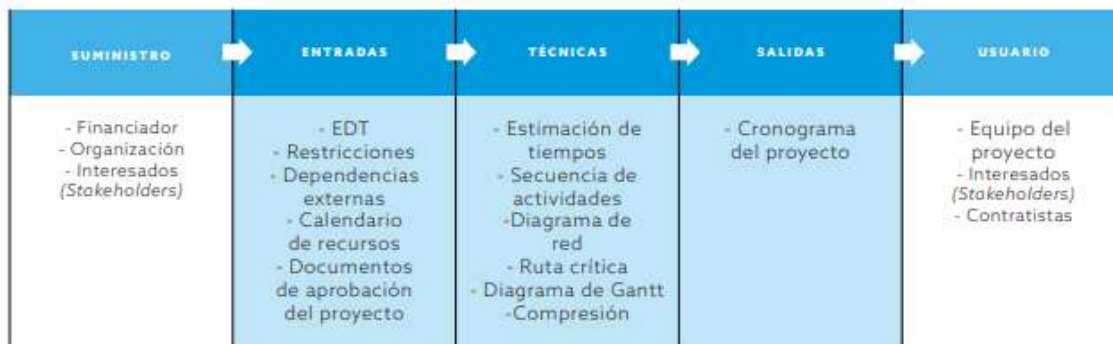 SUMINISTRO
ENTRADAS
TÉCNICAS
SALIDAS
USUARIO
- Financiador
- Organización
- Interesados
(Stakeholders)
- EDT
- Restricciones
- Dependencias
externas
- Calendario
de recursos
- Documentos
de aprobación
del proyecto
- Estimación de
tiempos
- Secuencia de
actividades
-Diagrama de
red
- Ruta crítica
- Diagrama de Gantt
-Compresión
- Cronograma
del proyecto
- Equipo del
proyecto
- Interesados
(Stakeholders)
- Contratistas